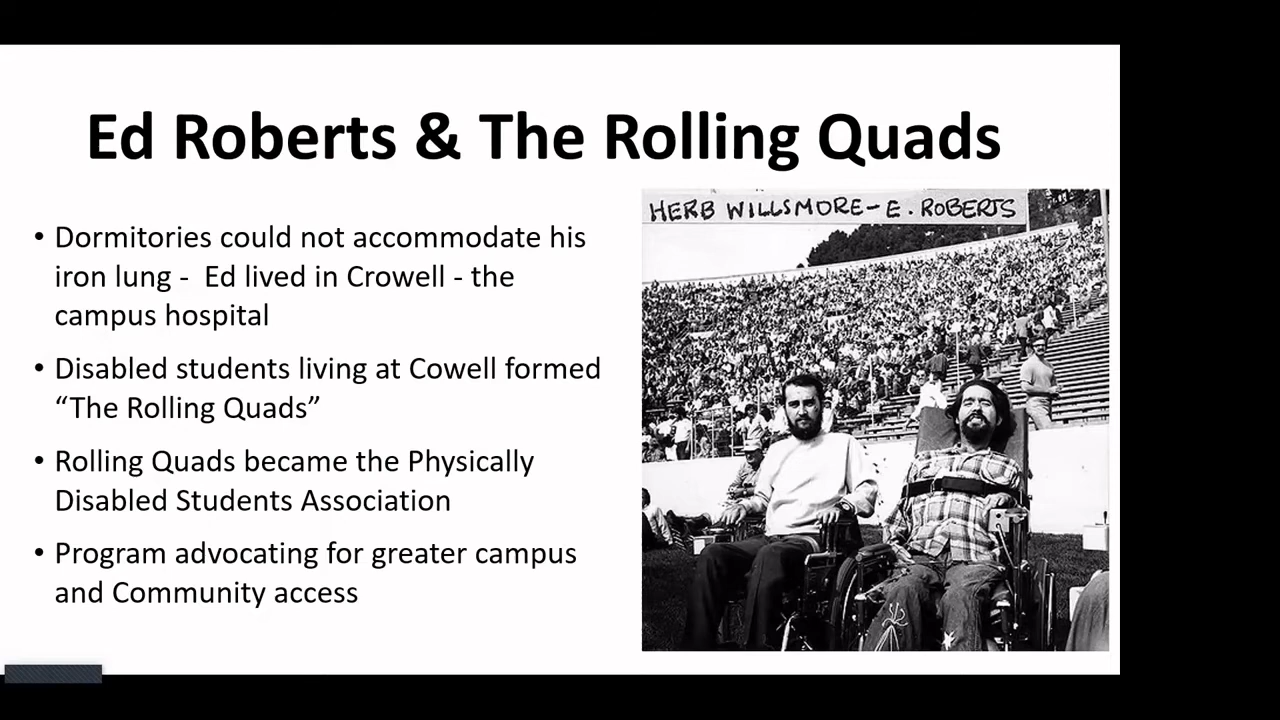 Ed Roberts & The Rolling Quads
• Dormitories could not accommodate his
iron lung -  Ed lived in Crowell - the
campus hospital
• Disabled students living at Cowell formed
“The Rolling Quads”
• Rolling Quads became the Physically
Disabled Students Association
• Program advocating for greater campus
and Community access
HERB WILLSMORE- E. ROBERTS